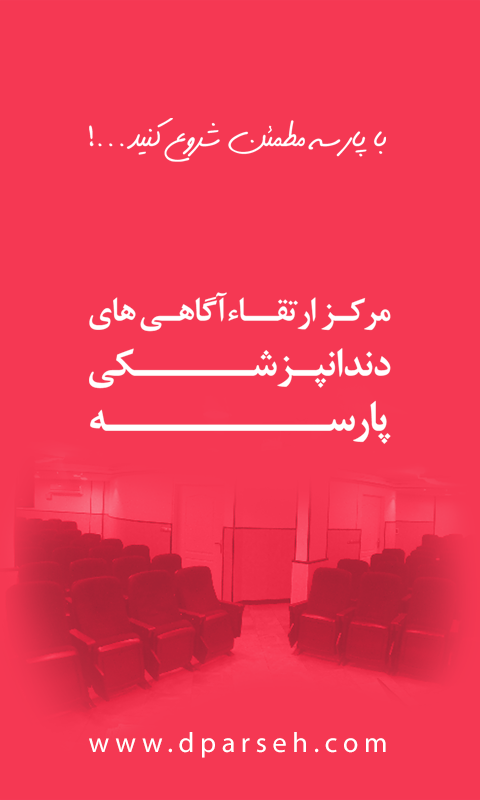 با پارسه مطمئن شروع کنید...!
مرکز ارتقاء آگاهی های
دندانپزشکی
پارسه
www.dparseh.com